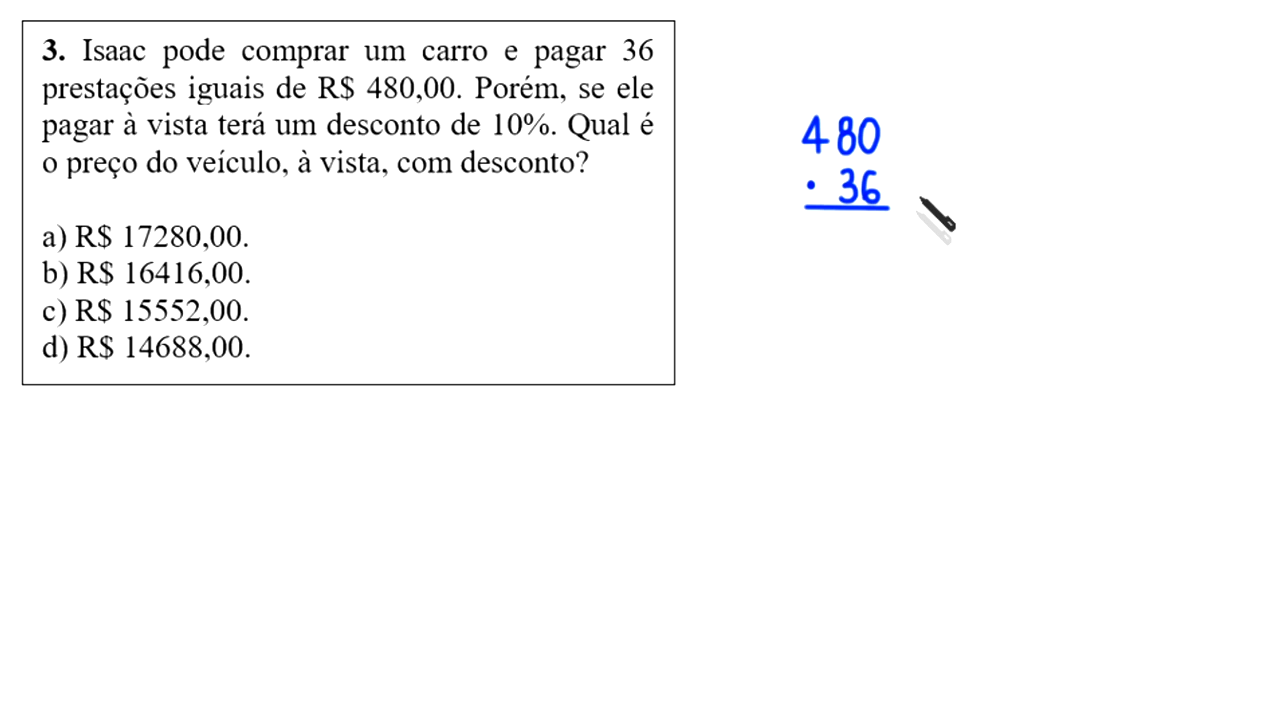 3. Isaac pode comprar um carro e pagar 36
prestações iguais de R$ 480,00. Porém, se ele
pagar à vista terá um desconto de 10%. Qual é
o preço do veículo, à vista, com desconto?
a) R$ 17280,00.
b) R$ 16416,00.
c) R$ 15552,00.
d) R$ 14688,00.
480
· 36